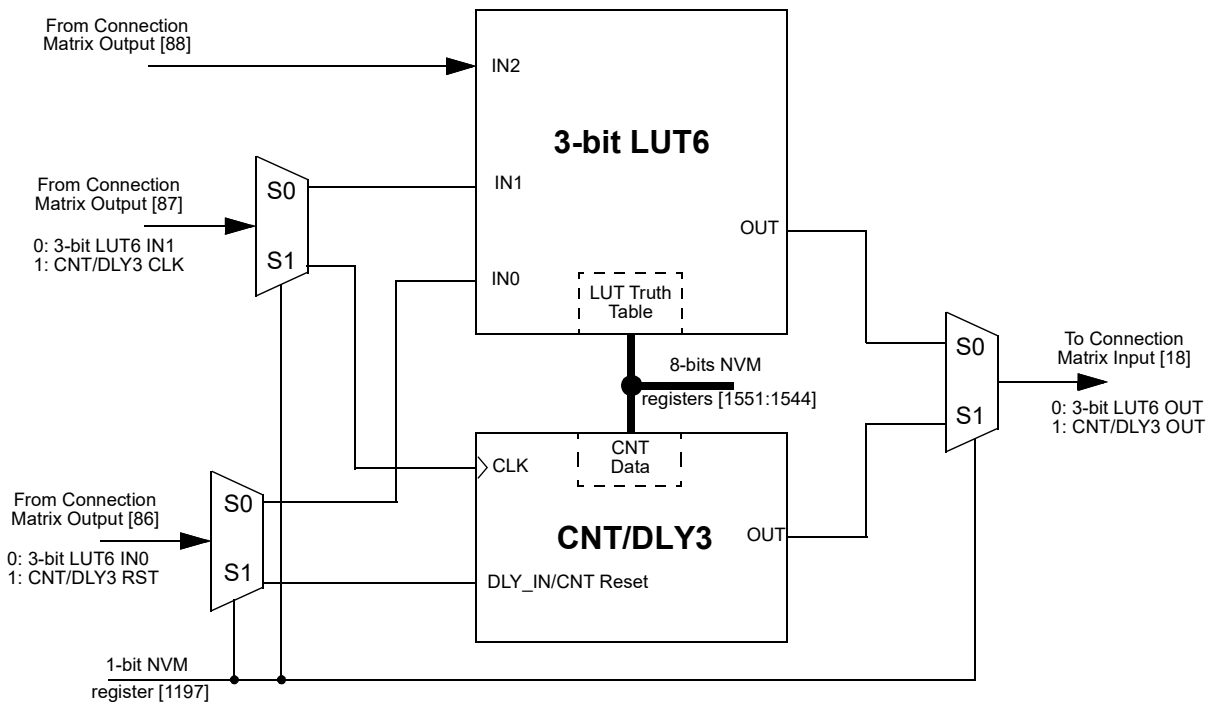 From Connection
Matrix Output [88]
IN2
3-bit LUT6
From Connection
Matrix Output [87]
S0
IN1
0: 3-bit LUT6 IN1
1: CNT/DLY3 CLK
S1
OUT
IN0
LUT Truth
Table
To Connection
Matrix Input [18]
S0
8-bits NVM
registers [1551:1544]
0: 3-bit LUT6 OUT
1: CNT/DLY3 OUT
S1
CNT
Data
CLK
From Connection
Matrix Output [86]
S0
CNT/DLY3
OUT
0: 3-bit LUT6 IN0
1: CNT/DLY3 RST
S1
DLY_IN/CNT Reset
1-bit NVM
register [1197]